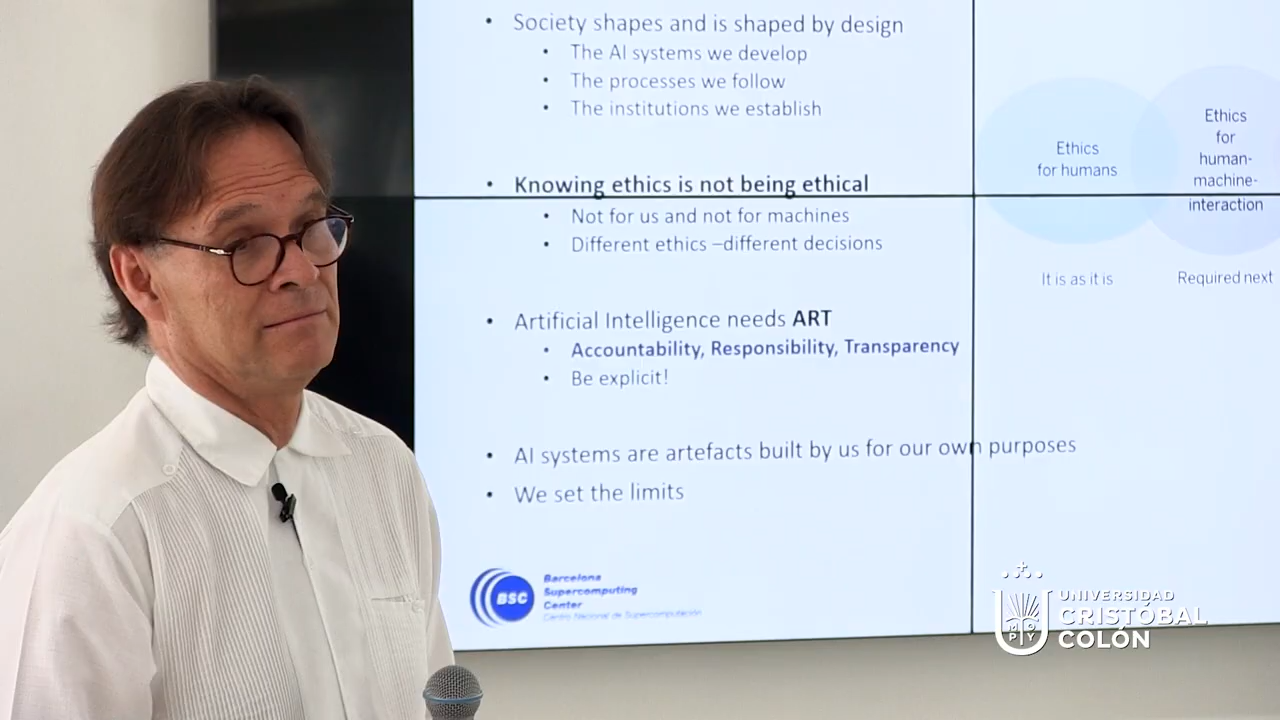 • Society shapes and is shaped by design
• The AI systems we develop
• The processes we follow
• The institutions we establish
• Knowing ethics is not being ethical
• Not for us and not for machines
• Different ethics –different decisions
• Artificial Intelligence needs ART
• Accountability, Responsibility, Transparency
• Be explicit!
• AI systems are artefacts built by us for our own purposes
• We set the limits
Ethics
for humans
It is as it is
Ethics
for
human-
machine-
interaction
Required next
BSC
Barcelona
Supercomputing
Center
Centro Nacional de Supercomputación
UNIVERSIDAD
CRISTÓBAL
COLÓN